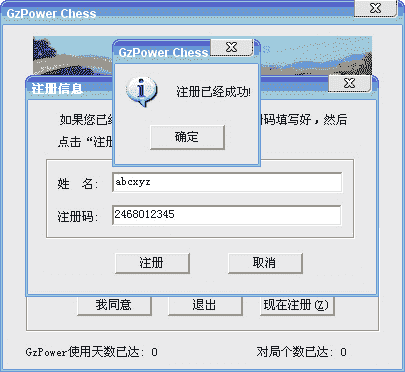 GzPower Chess
GzPower Chess
注册已经成功!
确定
注册信息
如果您已经 册码填写好，然后
点击“注册
姓 名: abcxyz
注册码: 2468012345
注册 取消
我同意 退出 现在注册(Z)
GzPower使用天数已达: 0 对局个数已达: 0